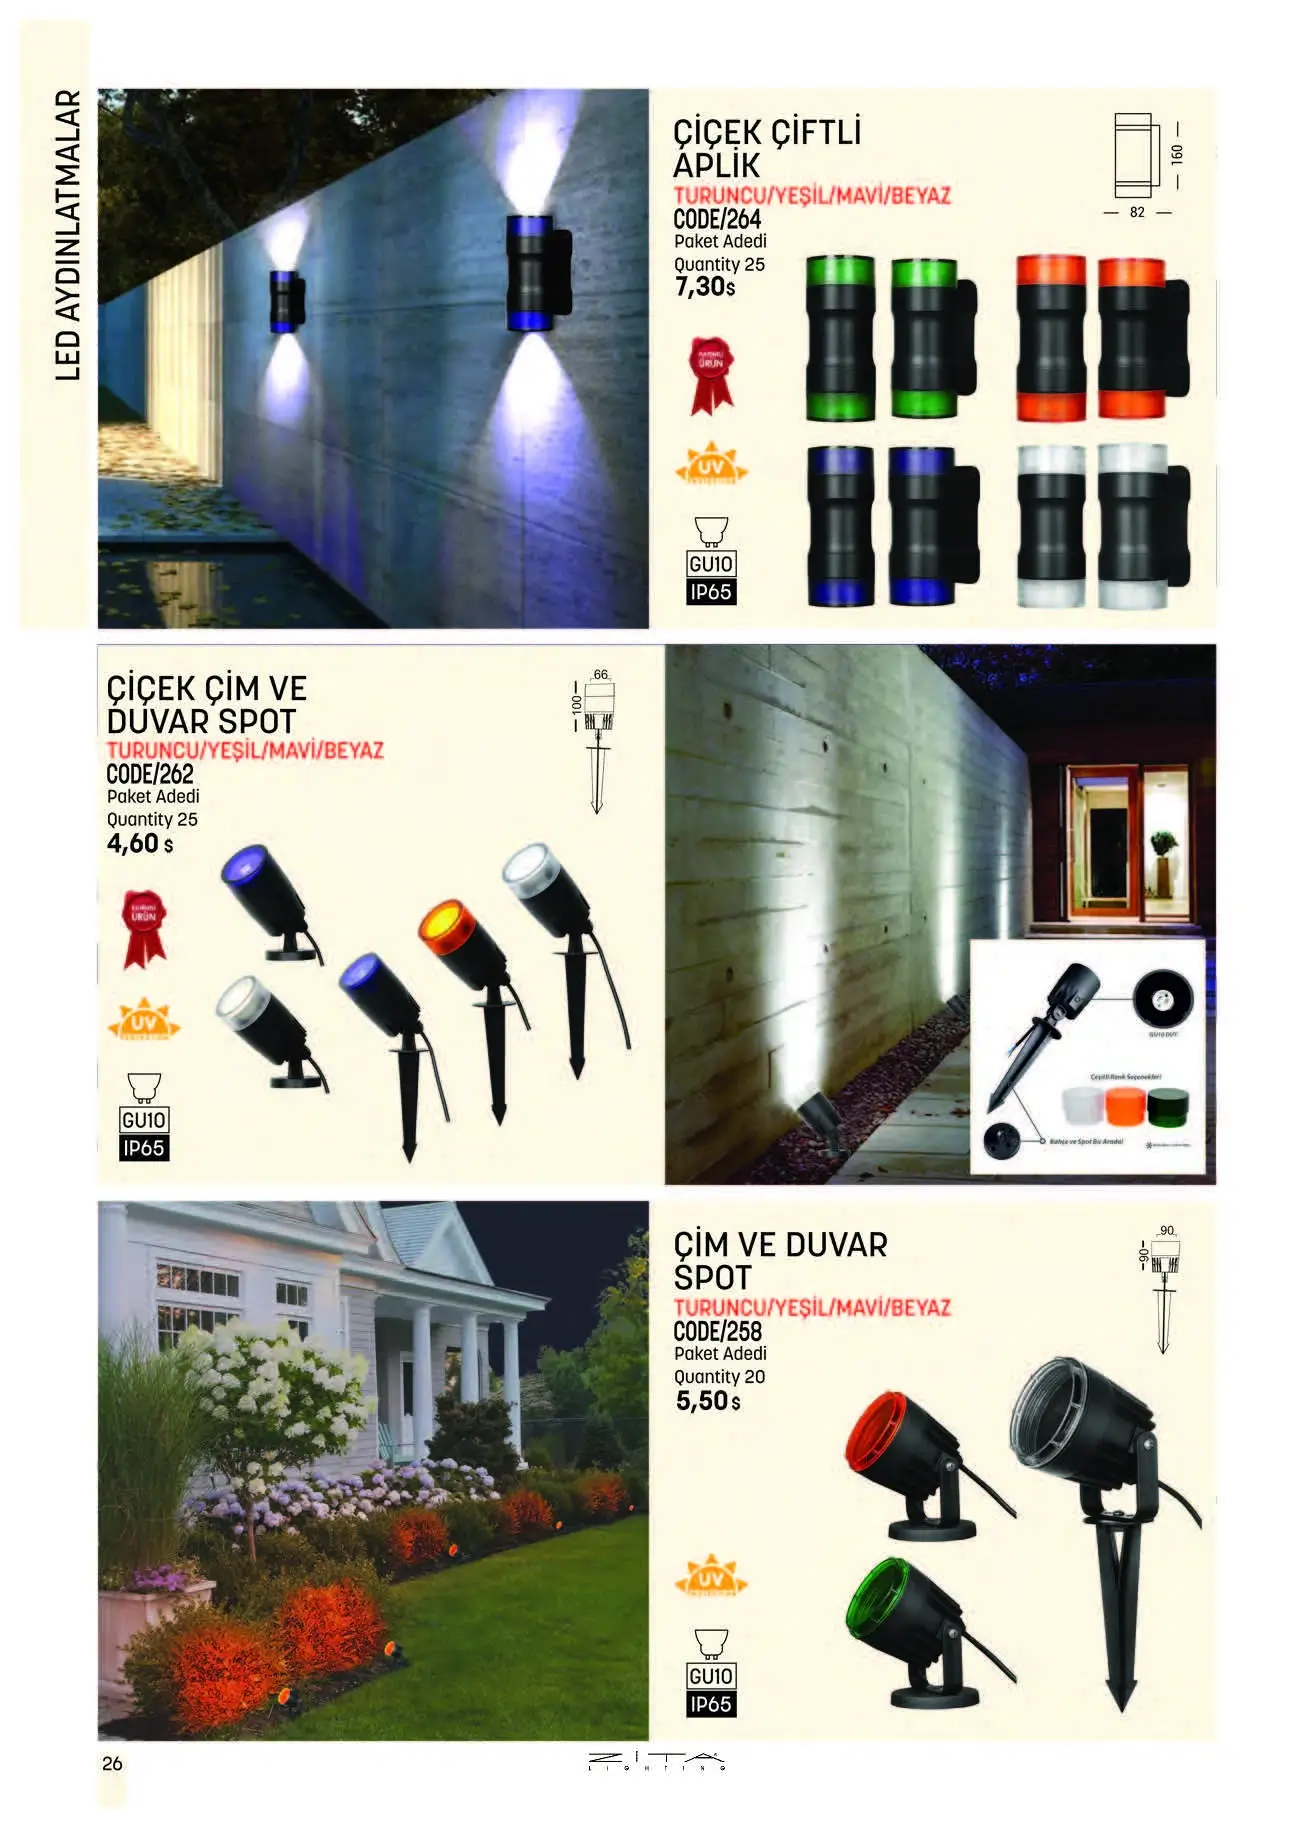 LED AYDINLATMALAR
ÇİÇEK ÇİFTLİ
APLİK
TURUNCU/YEŞİL/MAVİ/BEYAZ
CODE/264
Paket Adedi
Quantity 25
7,30$
160
82
ÜRÜN
UV
GU10
IP65
ÇİÇEK ÇİM VE
DUVAR SPOT
TURUNCU/YEŞİL/MAVİ/BEYAZ
CODE/262
Paket Adedi
Quantity 25
4,60 $
66
100
ÜRÜN
UV
GU10
IP65
GU10 DUY
Çeşitli Renk Seçenekleri
Bahçe ve Spot Bir Arada!
ÇİM VE DUVAR
SPOT
TURUNCU/YEŞİL/MAVİ/BEYAZ
CODE/258
Paket Adedi
Quantity 20
5,50 $
90
90
UV
GU10
IP65
26
ZİTA
LIGHTING